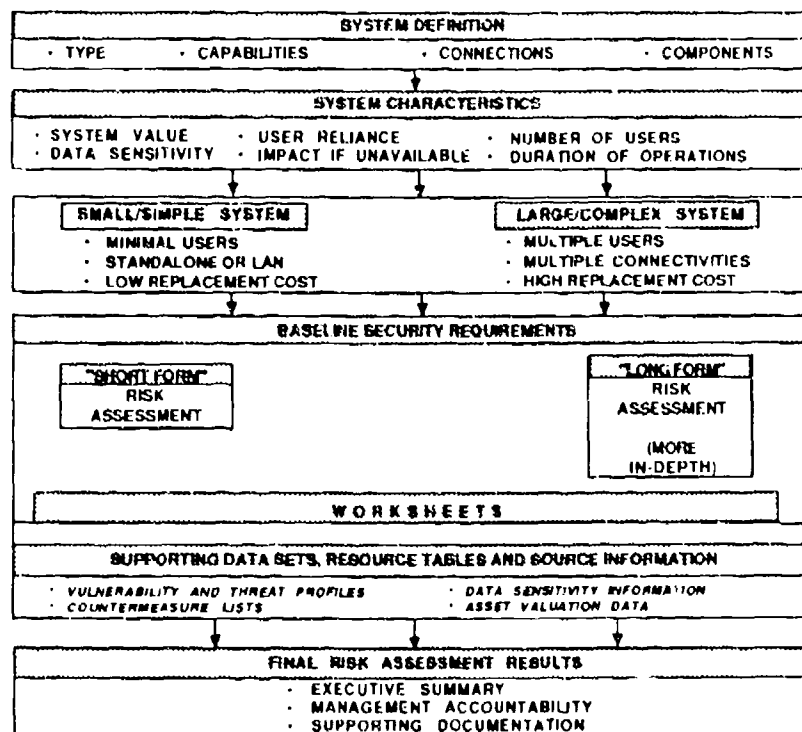 SYSTEM DEFINITION
· TYPE · CAPABILITIES · CONNECTIONS · COMPONENTS
SYSTEM CHARACTERISTICS
· SYSTEM VALUE · USER RELIANCE · NUMBER OF USERS
· DATA SENSITIVITY · IMPACT IF UNAVAILABLE · DURATION OF OPERATIONS
SMALL/SIMPLE SYSTEM
· MINIMAL USERS
· STANDALONE OR LAN
· LOW REPLACEMENT COST
LARGE/COMPLEX SYSTEM
· MULTIPLE USERS
· MULTIPLE CONNECTIVITIES
· HIGH REPLACEMENT COST
BASELINE SECURITY REQUIREMENTS
"SHORT FORM"
RISK
ASSESSMENT
"LONG FORM"
RISK
ASSESSMENT
(MORE
IN-DEPTH)
WORKSHEETS
SUPPORTING DATA SETS, RESOURCE TABLES AND SOURCE INFORMATION
· VULNERABILITY AND THREAT PROFILES · DATA SENSITIVITY INFORMATION
· COUNTERMEASURE LISTS · ASSET VALUATION DATA
FINAL RISK ASSESSMENT RESULTS
· EXECUTIVE SUMMARY
· MANAGEMENT ACCOUNTABILITY
· SUPPORTING DOCUMENTATION